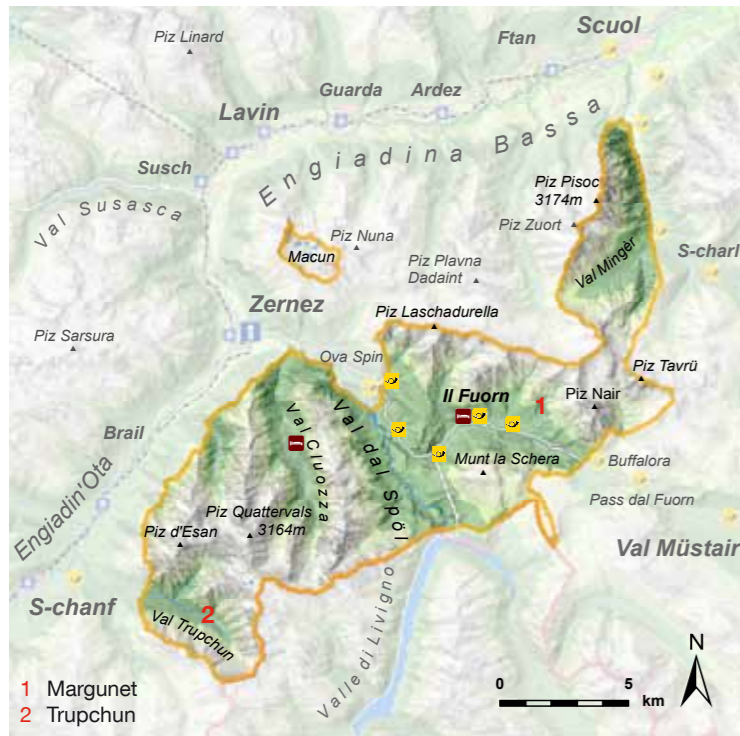 Scuol
Ftan
Piz Linard
Guarda
Ardez
Lavin
Engiadina Bassa
Susch
Piz Pisoc
3174m
Val Susasca
Piz Zuort
Piz Nuna
Macun
S-charl
Val Mingèr
Piz Plavna
Dadaint
Zernez
Piz Laschadurella
Piz Sarsura
Ova Spin
Piz Tavrü
Il Fuorn
1
Piz Nair
Val Cluozza
Val dal Spöl
Brail
Munt la Schera
Buffalora
Engiadin'Ota
Pass dal Fuorn
Piz Quattervals
3164m
Piz d'Esan
Val Müstair
S-chanf
2
Val Trupchun
Valle di Livigno
N
1 Margunet
2 Trupchun
0 5
km